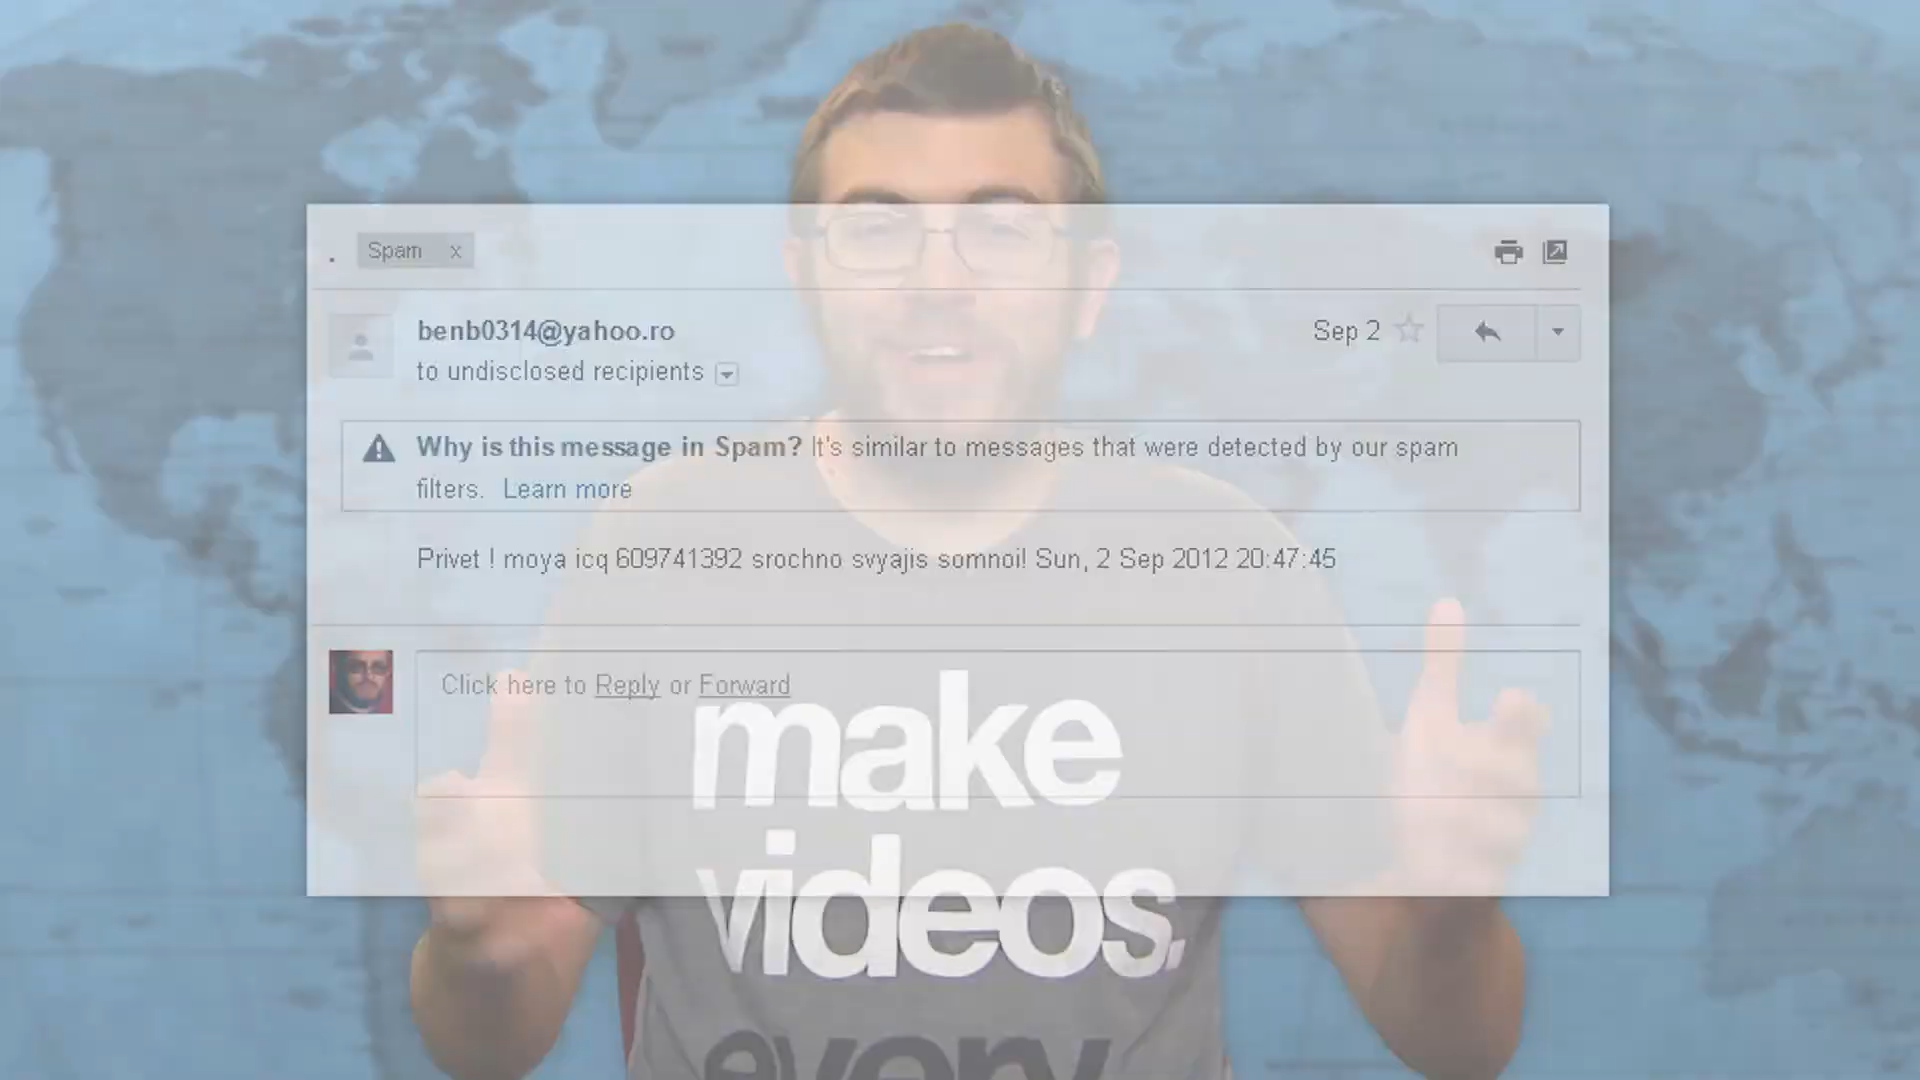 . Spam x
benb0314@yahoo.ro
Sep 2
to undisclosed recipients
Why is this message in Spam? It's similar to messages that were detected by our spam
filters. Learn more
Privet ! moya icq 609741392 srochno svyajis somnoi! Sun, 2 Sep 2012 20:47:45
Click here to Reply or Forward
make
videos.
every